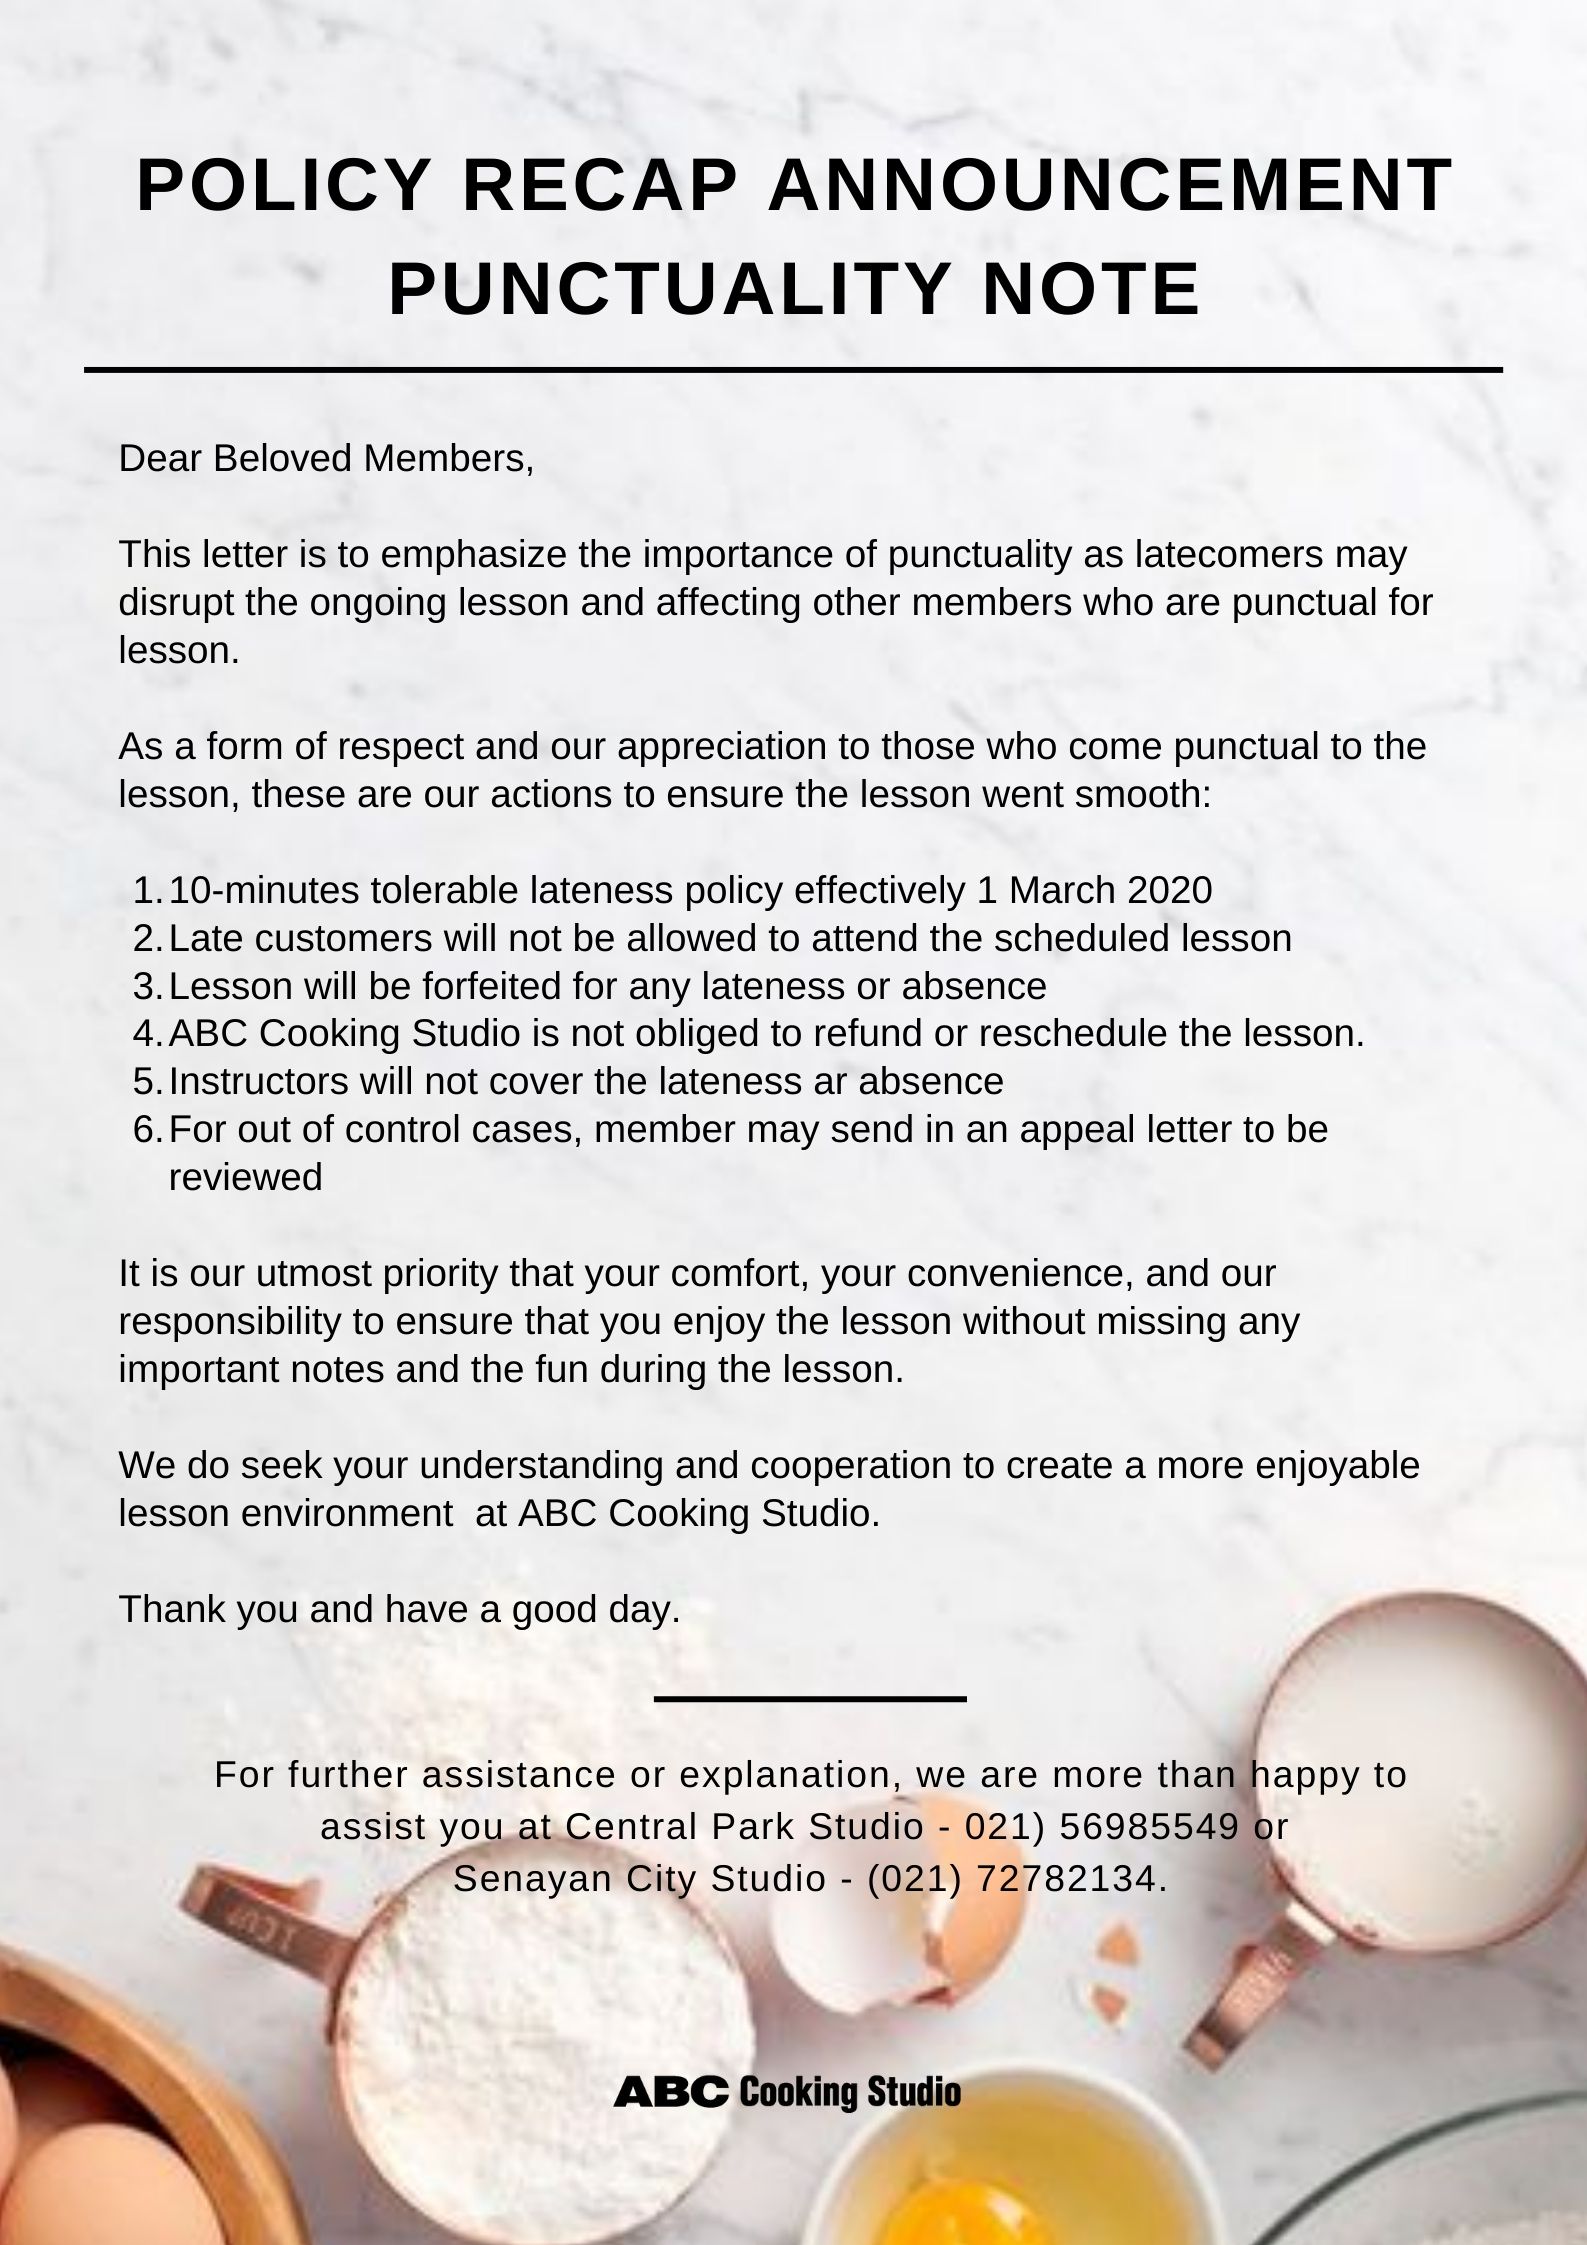 POLICY RECAP ANNOUNCEMENT
PUNCTUALITY NOTE
Dear Beloved Members,
This letter is to emphasize the importance of punctuality as latecomers may
disrupt the ongoing lesson and affecting other members who are punctual for
lesson.
As a form of respect and our appreciation to those who come punctual to the
lesson, these are our actions to ensure the lesson went smooth:
1. 10-minutes tolerable lateness policy effectively 1 March 2020
2. Late customers will not be allowed to attend the scheduled lesson
3. Lesson will be forfeited for any lateness or absence
4. ABC Cooking Studio is not obliged to refund or reschedule the lesson.
5. Instructors will not cover the lateness ar absence
6. For out of control cases, member may send in an appeal letter to be
reviewed
It is our utmost priority that your comfort, your convenience, and our
responsibility to ensure that you enjoy the lesson without missing any
important notes and the fun during the lesson.
We do seek your understanding and cooperation to create a more enjoyable
lesson environment  at ABC Cooking Studio.
Thank you and have a good day.
For further assistance or explanation, we are more than happy to
assist you at Central Park Studio - 021) 56985549 or
Senayan City Studio - (021) 72782134.
1 CUP
ABC Cooking Studio